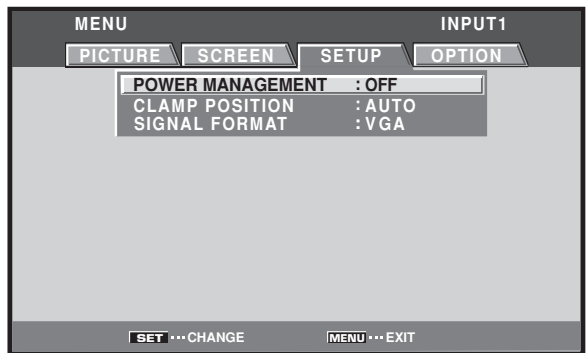 MENU INPUT1
PICTURE SCREEN SETUP OPTION
POWER MANAGEMENT : OFF
CLAMP POSITION : AUTO
SIGNAL FORMAT : VGA
SET ··· CHANGE MENU ··· EXIT